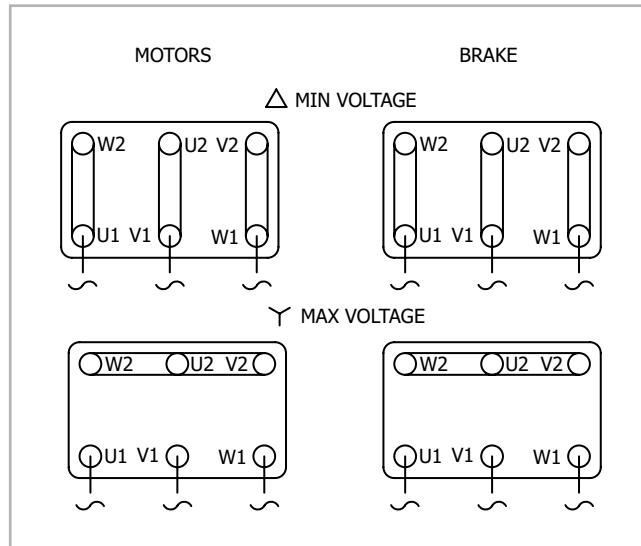 MOTORS BRAKE
△ MIN VOLTAGE
W2 U2 V2 W2 U2 V2
U1 V1 W1 U1 V1 W1
MAX VOLTAGE
W2 U2 V2 W2 U2 V2
U1 V1 W1 U1 V1 W1